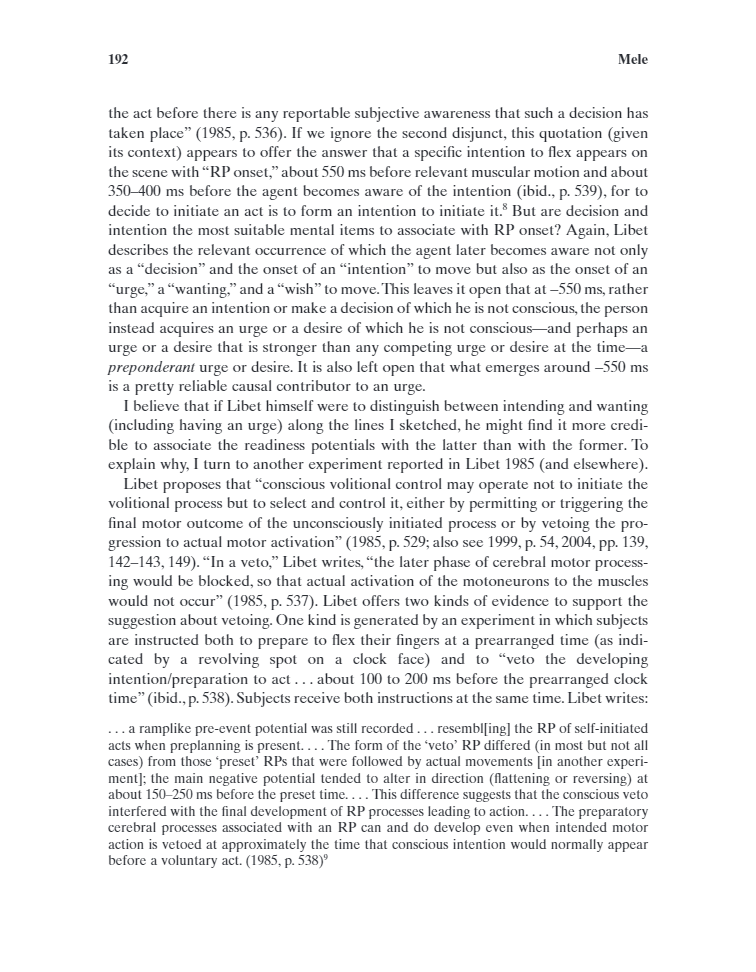 192 Mele
the act before there is any reportable subjective awareness that such a decision has
taken place” (1985, p. 536). If we ignore the second disjunct, this quotation (given
its context) appears to offer the answer that a specific intention to flex appears on
the scene with “RP onset,” about 550 ms before relevant muscular motion and about
350–400 ms before the agent becomes aware of the intention (ibid., p. 539), for to
decide to initiate an act is to form an intention to initiate it.⁸ But are decision and
intention the most suitable mental items to associate with RP onset? Again, Libet
describes the relevant occurrence of which the agent later becomes aware not only
as a “decision” and the onset of an “intention” to move but also as the onset of an
“urge,” a “wanting,” and a “wish” to move. This leaves it open that at –550 ms, rather
than acquire an intention or make a decision of which he is not conscious, the person
instead acquires an urge or a desire of which he is not conscious—and perhaps an
urge or a desire that is stronger than any competing urge or desire at the time—a
preponderant urge or desire. It is also left open that what emerges around –550 ms
is a pretty reliable causal contributor to an urge.
I believe that if Libet himself were to distinguish between intending and wanting
(including having an urge) along the lines I sketched, he might find it more credi-
ble to associate the readiness potentials with the latter than with the former. To
explain why, I turn to another experiment reported in Libet 1985 (and elsewhere).
Libet proposes that “conscious volitional control may operate not to initiate the
volitional process but to select and control it, either by permitting or triggering the
final motor outcome of the unconsciously initiated process or by vetoing the pro-
gression to actual motor activation” (1985, p. 529; also see 1999, p. 54, 2004, pp. 139,
142–143, 149). “In a veto,” Libet writes, “the later phase of cerebral motor process-
ing would be blocked, so that actual activation of the motoneurons to the muscles
would not occur” (1985, p. 537). Libet offers two kinds of evidence to support the
suggestion about vetoing. One kind is generated by an experiment in which subjects
are instructed both to prepare to flex their fingers at a prearranged time (as indi-
cated by a revolving spot on a clock face) and to “veto the developing
intention/preparation to act . . . about 100 to 200 ms before the prearranged clock
time” (ibid., p. 538). Subjects receive both instructions at the same time. Libet writes:
. . . a ramplike pre-event potential was still recorded . . . resembl[ing] the RP of self-initiated
acts when preplanning is present. . . . The form of the ‘veto’ RP differed (in most but not all
cases) from those ‘preset’ RPs that were followed by actual movements [in another experi-
ment]; the main negative potential tended to alter in direction (flattening or reversing) at
about 150–250 ms before the preset time. . . . This difference suggests that the conscious veto
interfered with the final development of RP processes leading to action. . . . The preparatory
cerebral processes associated with an RP can and do develop even when intended motor
action is vetoed at approximately the time that conscious intention would normally appear
before a voluntary act. (1985, p. 538)⁹